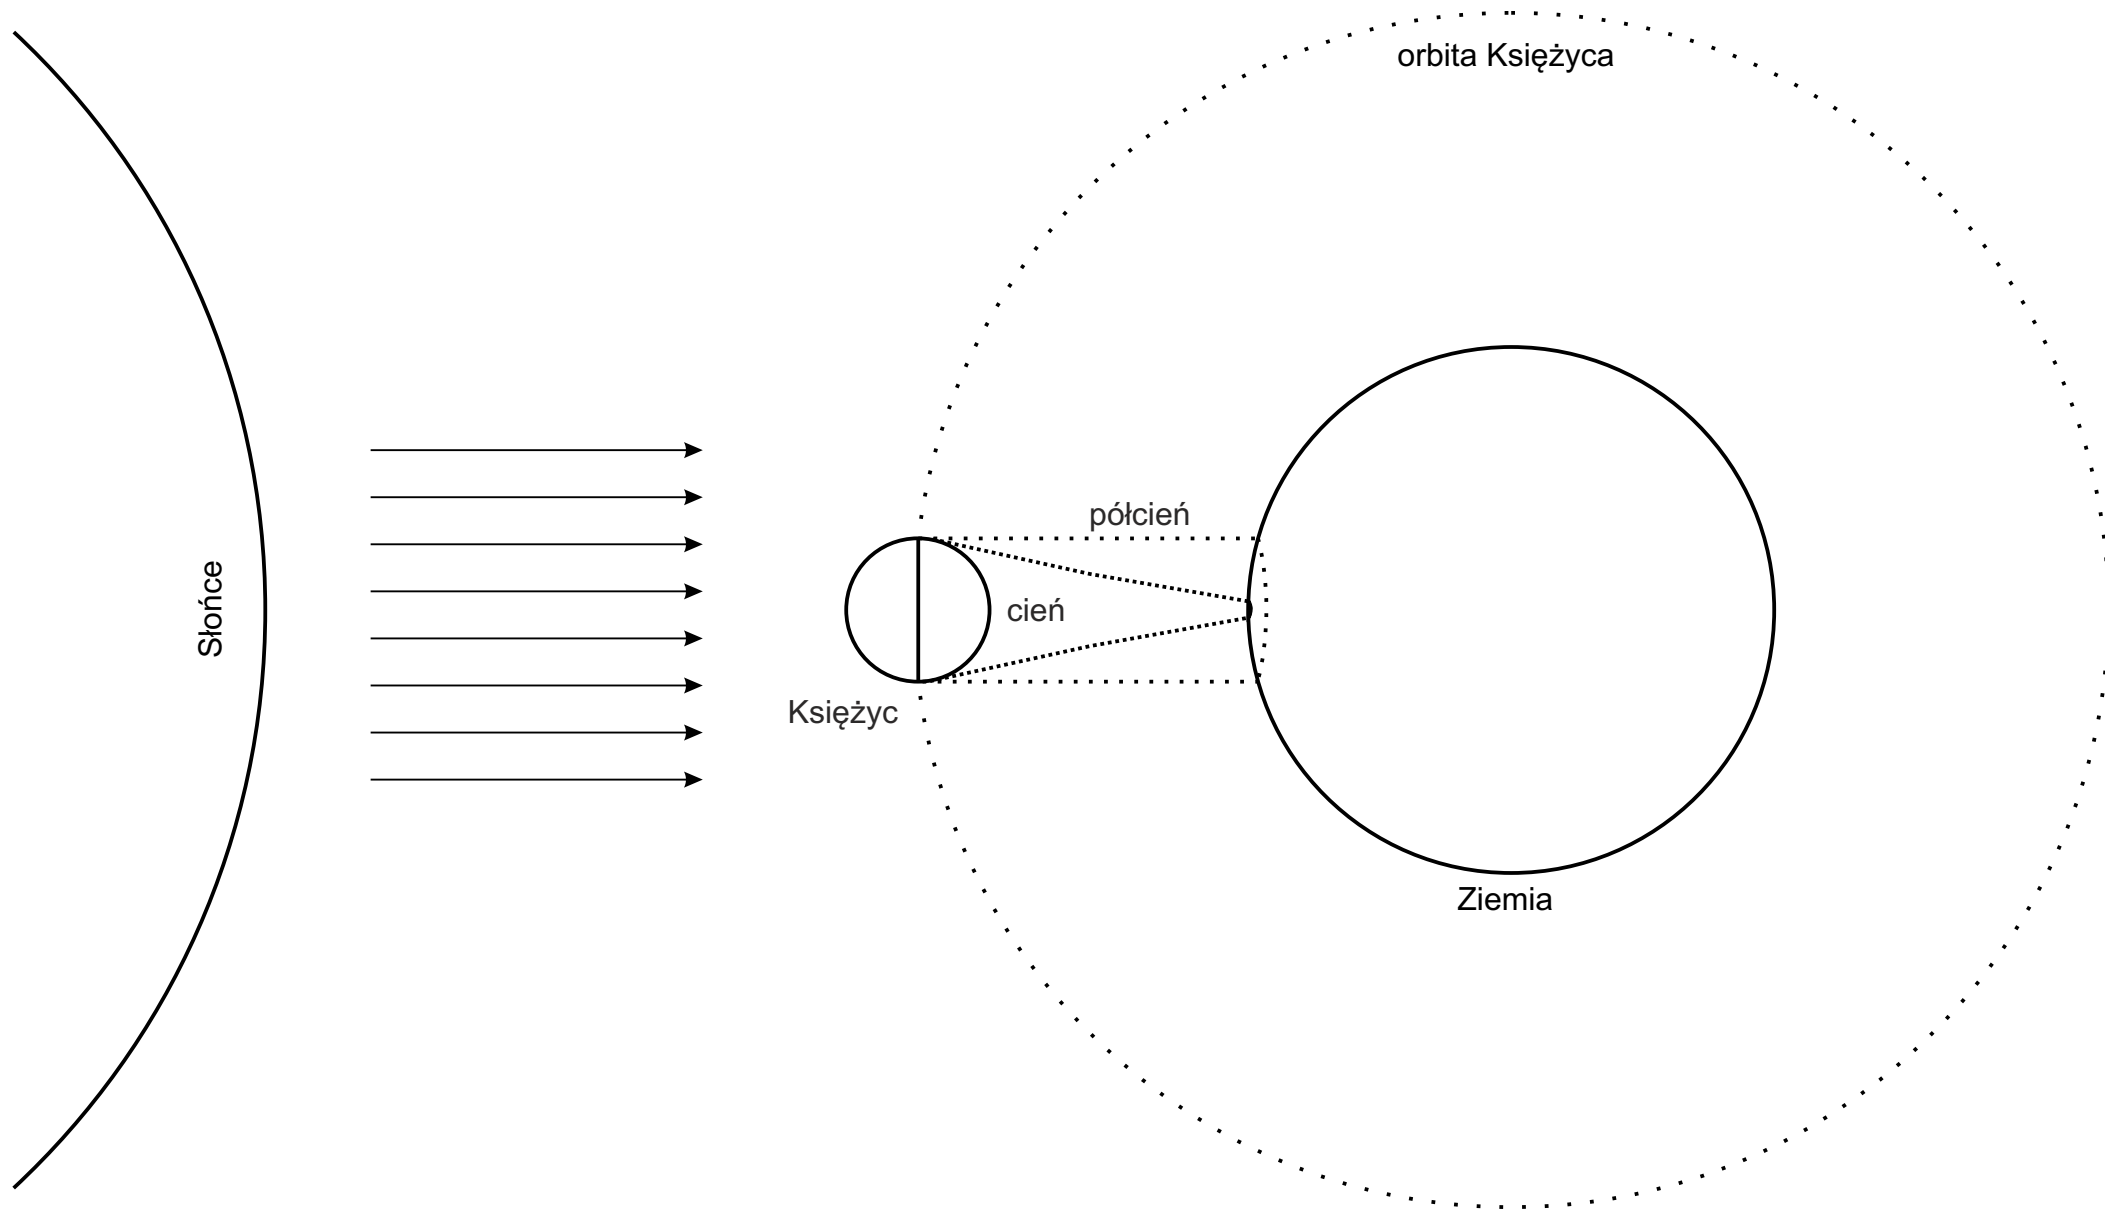 orbita Księżyca
półcień
Słońce
cień
Księżyc
Ziemia